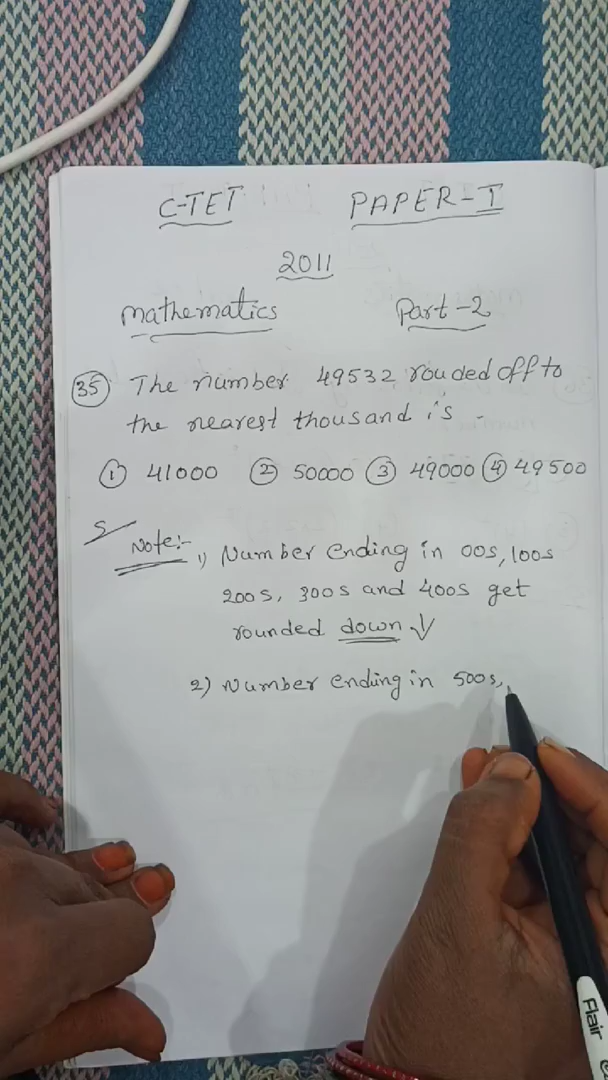 C-TET PAPER-I
2011
Mathematics Part-2
35 The number 49532 rouded off to
the nearest thousand is -
1 41000 2 50000 3 49000 4 49500
S
Note:- 1) Number Ending in 00s, 100s
200s, 300s and 400s get
rounded down ↓
2) Number Ending in 500s,
Flair